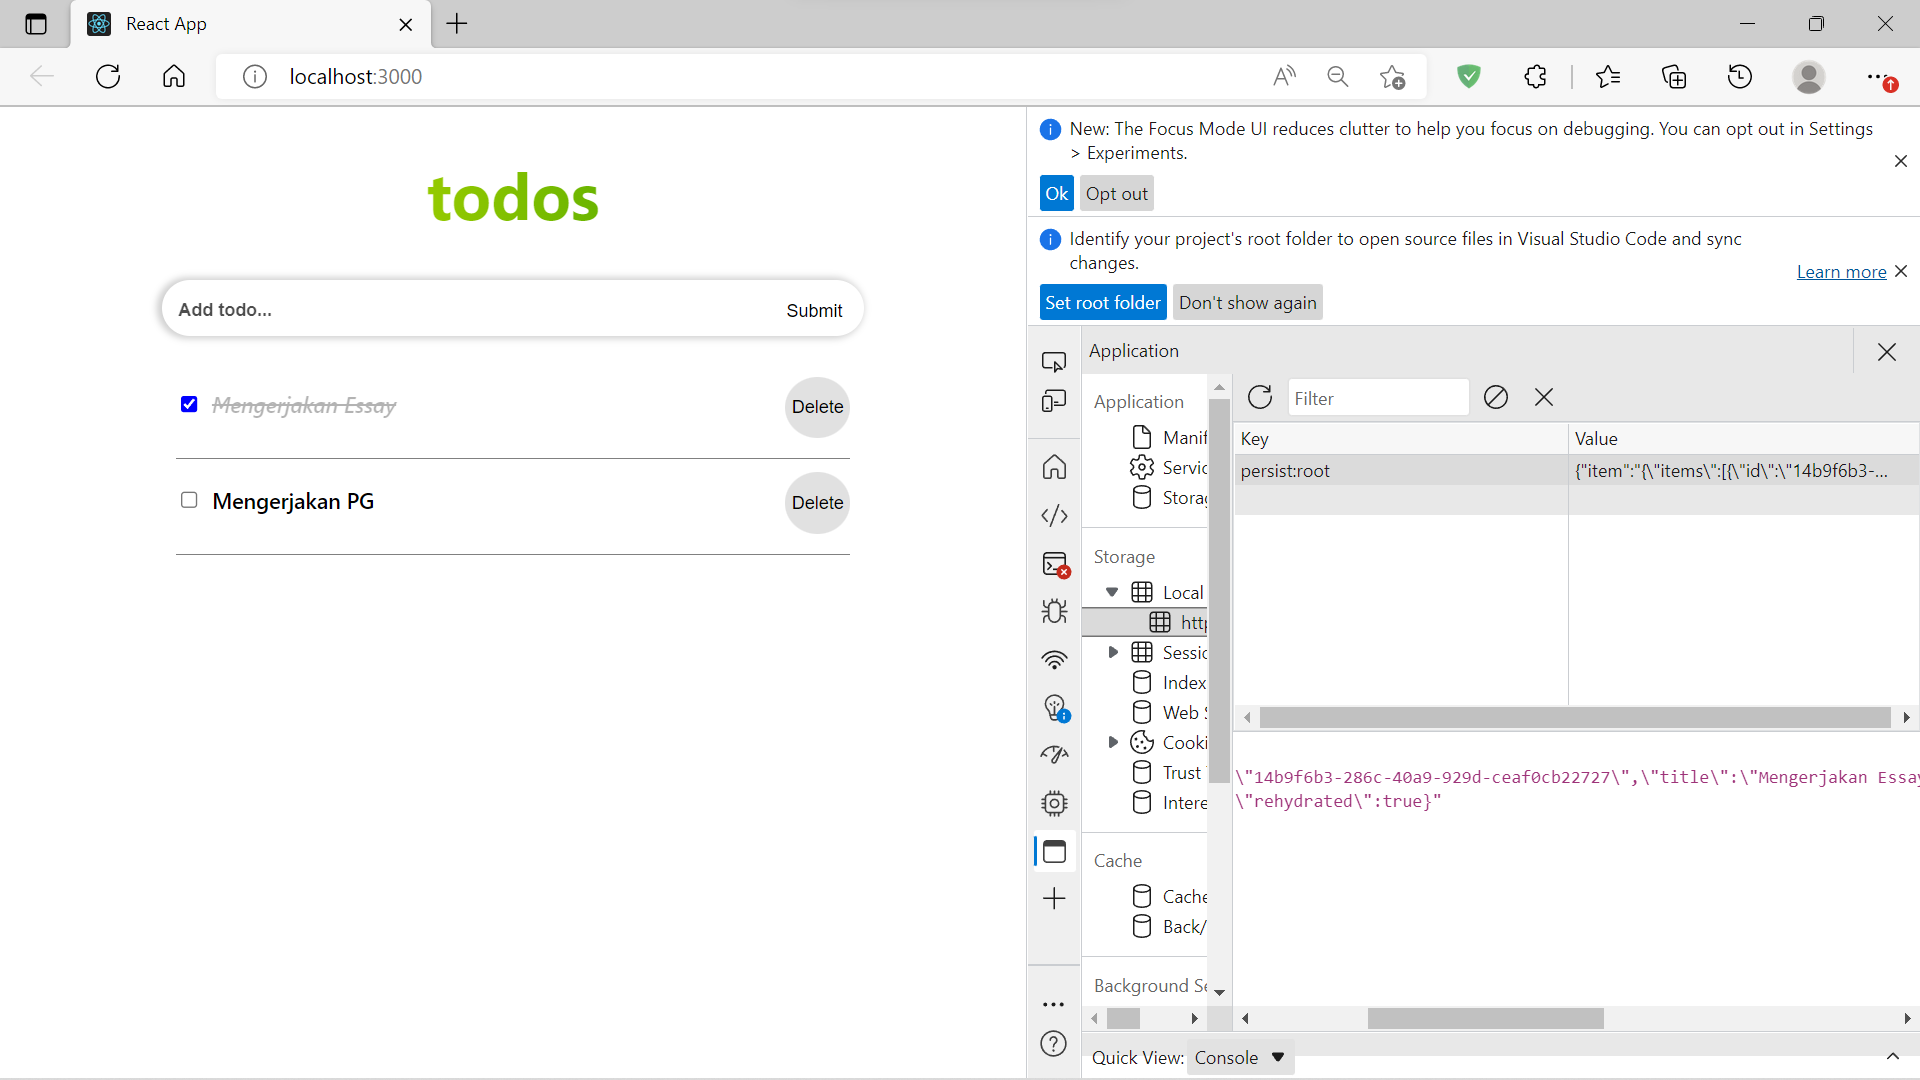 React App
localhost:3000
todos
Add todo...
Submit
Mengerjakan Essay
Delete
Mengerjakan PG
Delete
New: The Focus Mode UI reduces clutter to help you focus on debugging. You can opt out in Settings
> Experiments.
Ok
Opt out
Identify your project's root folder to open source files in Visual Studio Code and sync
changes.
Learn more
Set root folder
Don't show again
Application
Application
Manif
Servic
Storag
Storage
Local
http
Sessio
Index
Web S
Cooki
Trust
Intere
Cache
Cache
Back/
Background Se
Filter
Key
Value
persist:root
{"item":"{\"items\":[{\"id\":\"14b9f6b3-...
\"14b9f6b3-286c-40a9-929d-ceaf0cb22727\",\"title\":\"Mengerjakan Essay
\"rehydrated\":true}"
Quick View:
Console